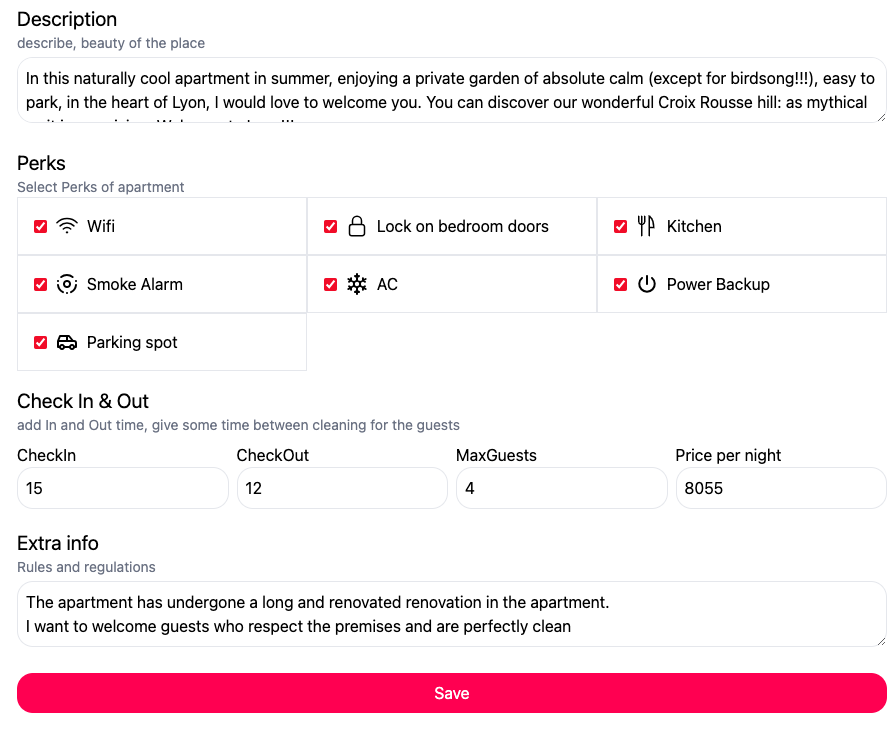 Description
describe, beauty of the place
In this naturally cool apartment in summer, enjoying a private garden of absolute calm (except for birdsong!!!), easy to
park, in the heart of Lyon, I would love to welcome you. You can discover our wonderful Croix Rousse hill: as mythical
Perks
Select Perks of apartment
Wifi
Lock on bedroom doors
Kitchen
Smoke Alarm
AC
Power Backup
Parking spot
Check In & Out
add In and Out time, give some time between cleaning for the guests
CheckIn
CheckOut
MaxGuests
Price per night
15
12
4
8055
Extra info
Rules and regulations
The apartment has undergone a long and renovated renovation in the apartment.
I want to welcome guests who respect the premises and are perfectly clean
Save